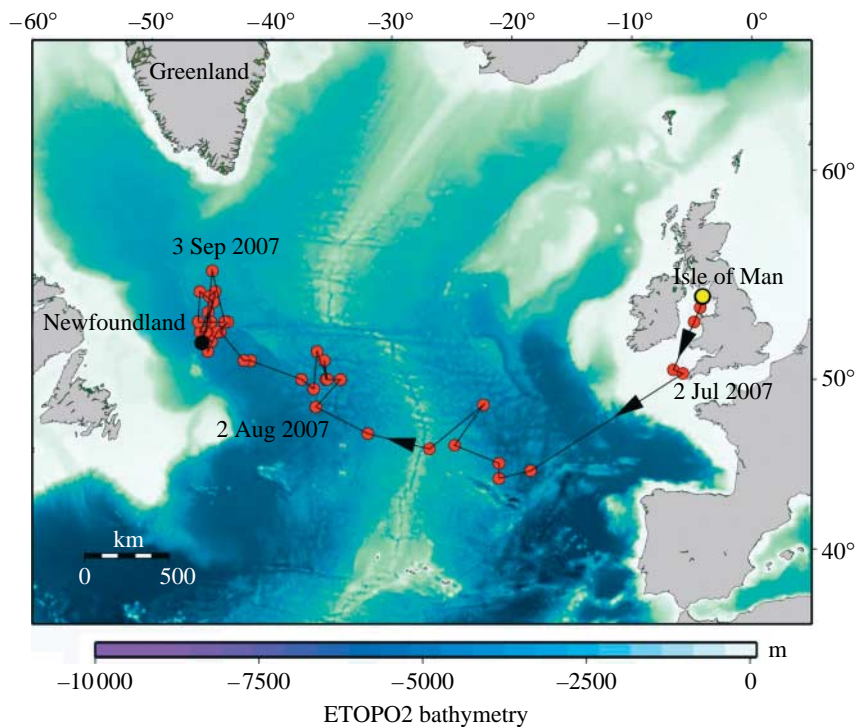 −60° −40° −30° −20° −10° 0°
Greenland
60°
3 Sep 2007
Isle of Man
Newfoundland
50°
2 Jul 2007
2 Aug 2007
km
0 500
40°
m
−10 000 −7500 −5000 −2500 0
ETOPO2 bathymetry